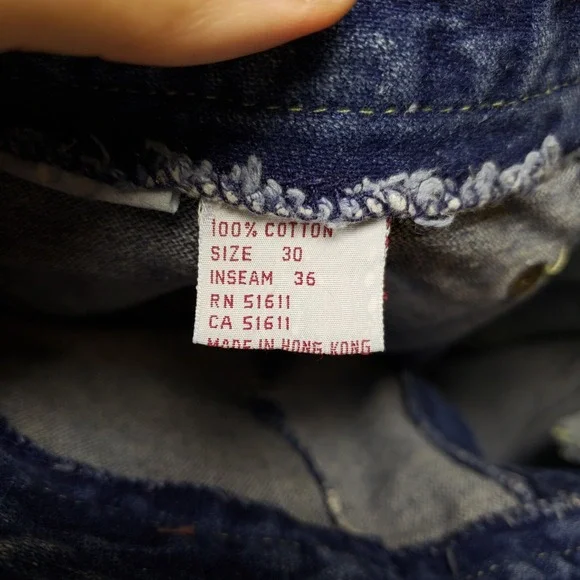 100% COTTON
SIZE 30
INSEAM 36
RN 51611
CA 51611
MADE IN HONG KONG